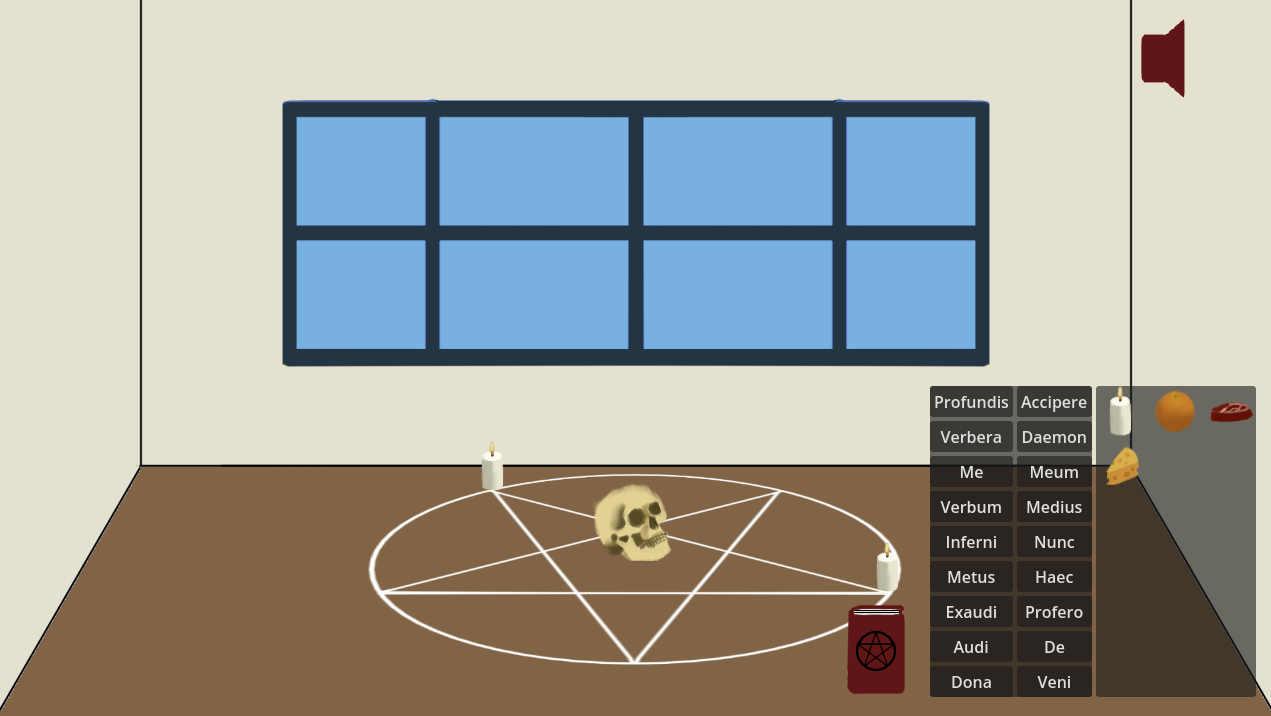 Profundis Accipere
Verbera Daemon
Me Meum
Verbum Medius
Inferni Nunc
Metus Haec
Exaudi Profero
Audi De
Dona Veni